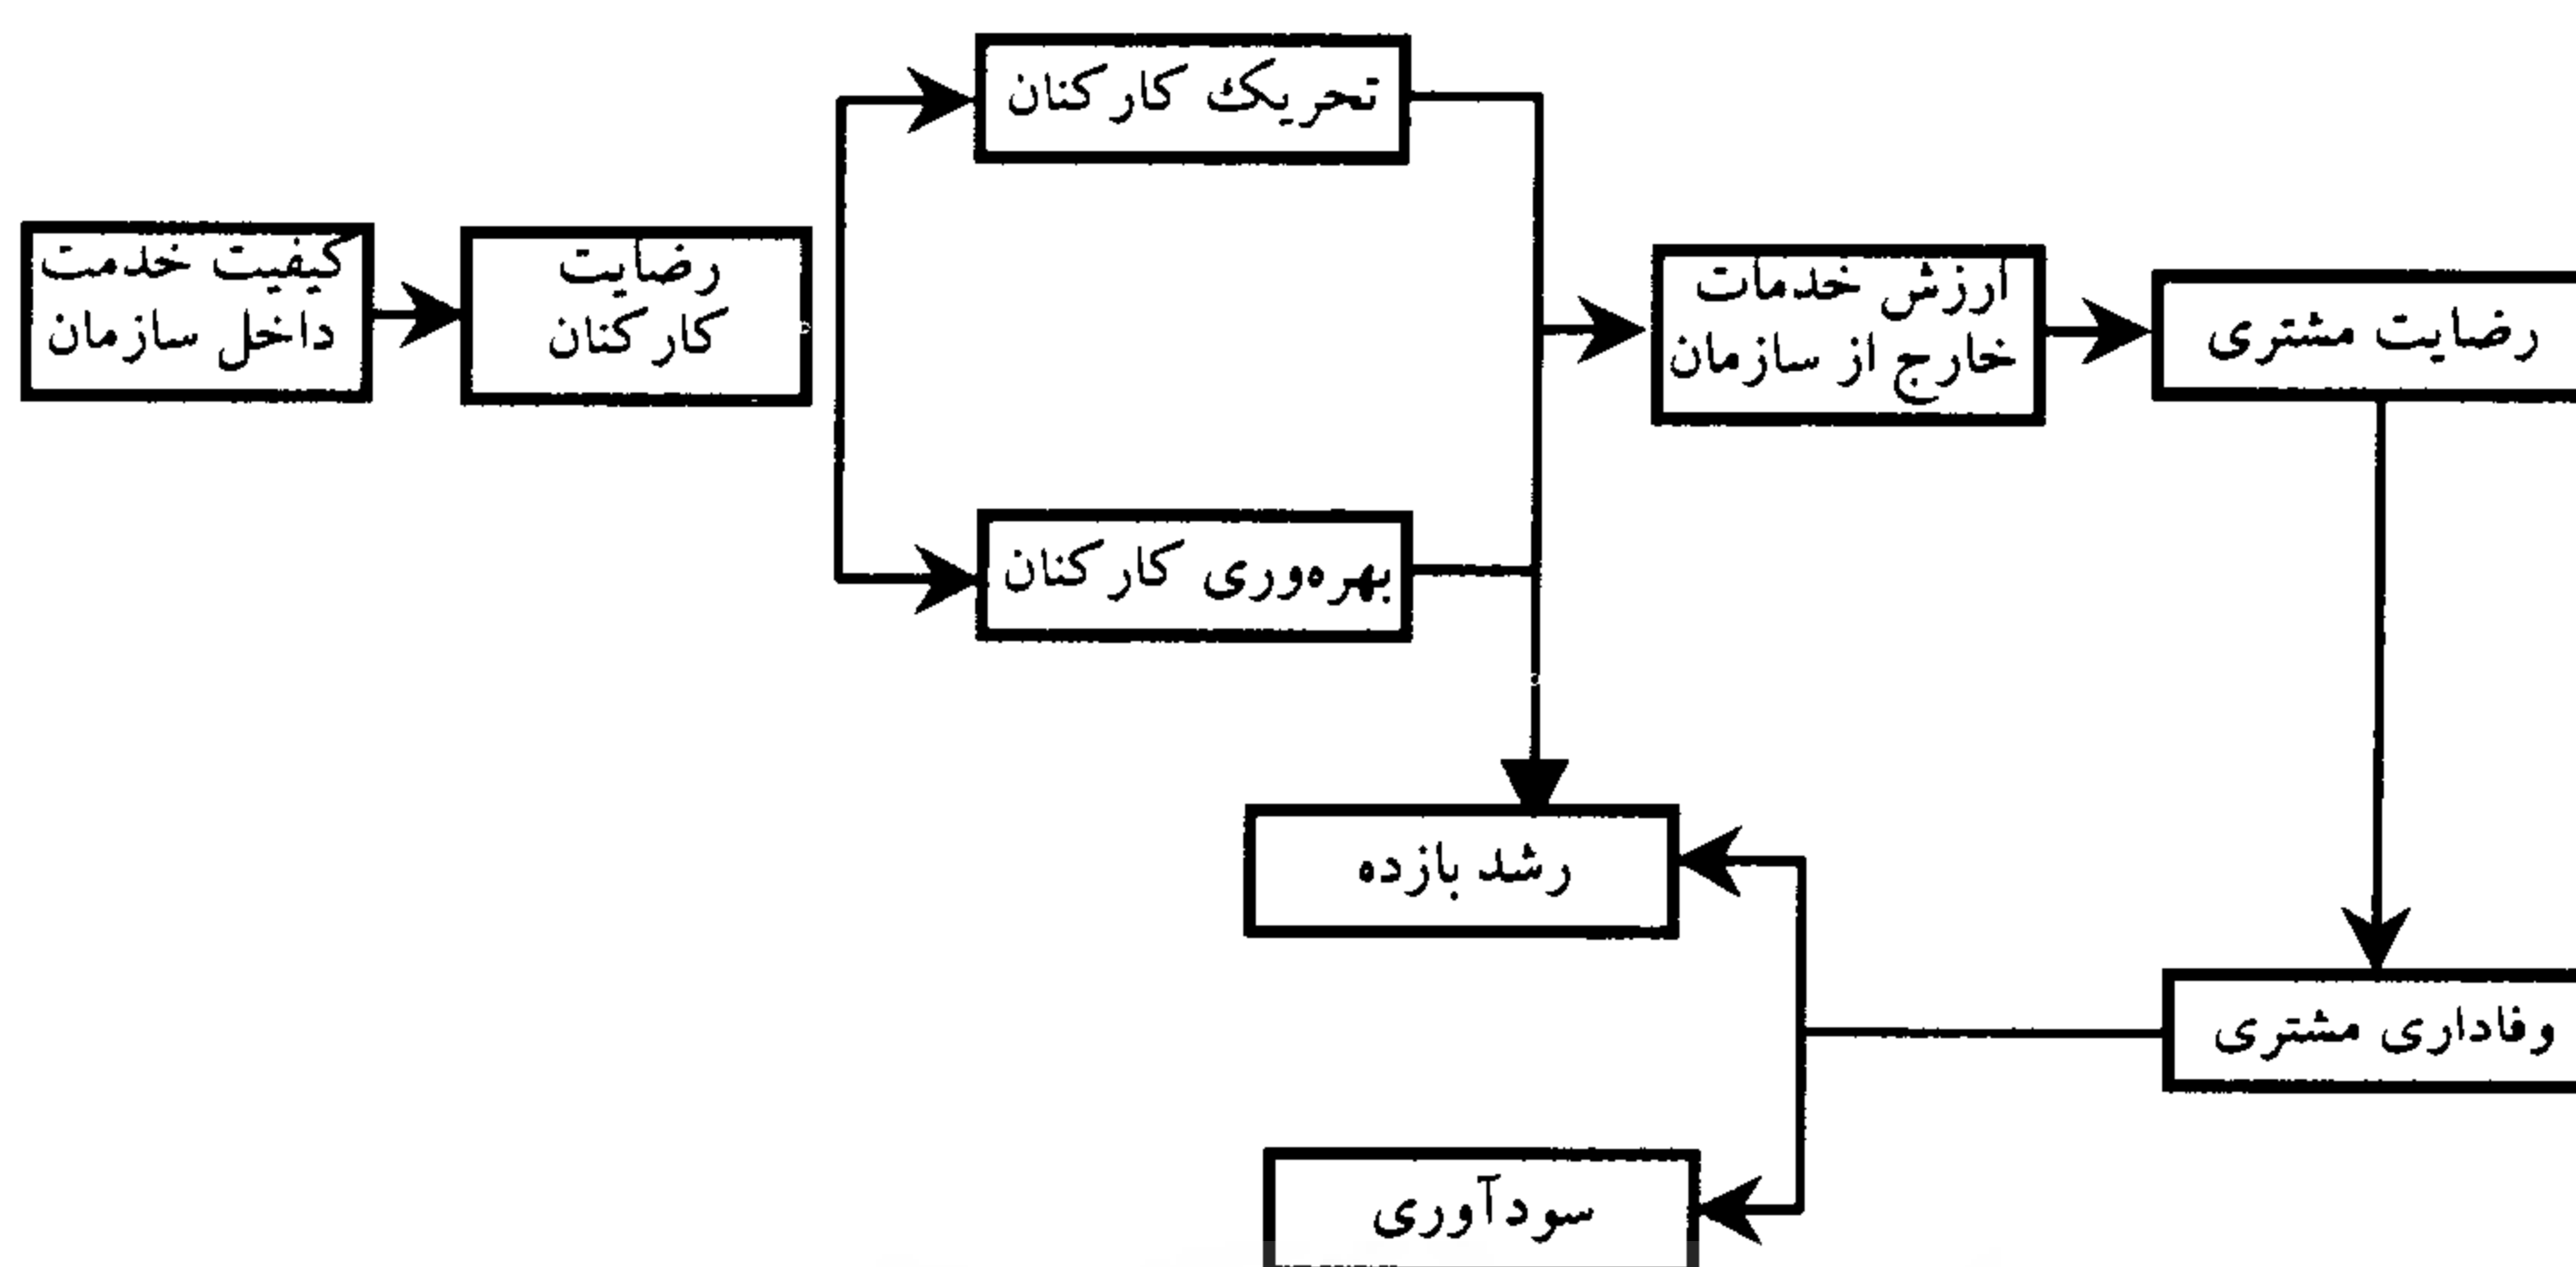 تحریک کارکنان
کیفیت خدمت
داخل سازمان
رضایت
کارکنان
ارزش خدمات
خارج از سازمان
رضایت مشتری
بهره‌وری کارکنان
رشد بازده
وفاداری مشتری
سودآوری